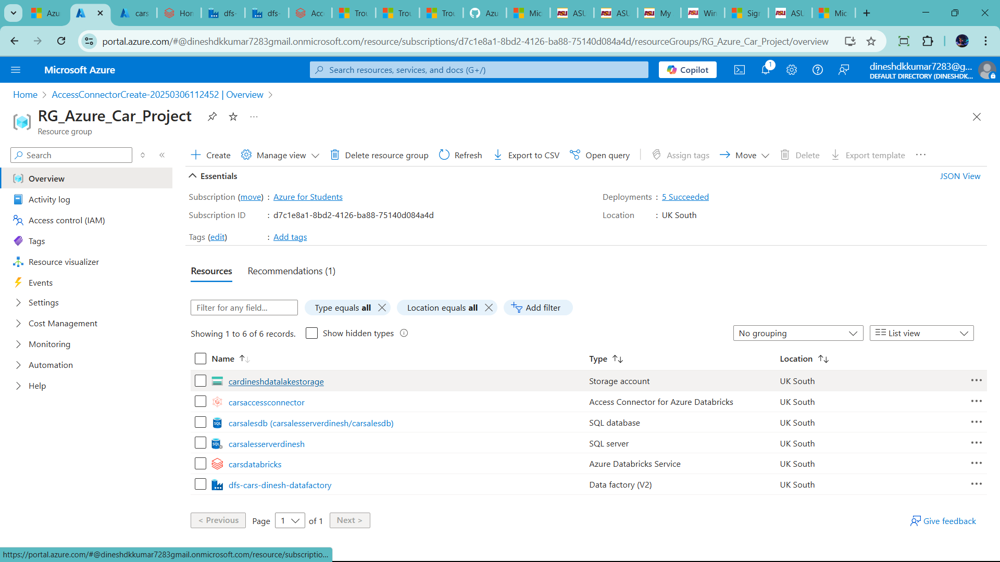 Azu
cars
Hon
dfs-
dfs-
Acc
Trou
Trou
Trou
Azu
Mic
ASU
ASU
My
Win
Sigr
ASU
Mic
portal.azure.com/#@dineshdkkumar7283gmail.onmicrosoft.com/resource/subscriptions/d7c1e8a1-8bd2-4126-ba88-75140d084a4d/resourceGroups/RG_Azure_Car_Project/overview
Microsoft Azure
Search resources, services, and docs (G+/)
Copilot
1
dineshdkkumar7283@g...
DEFAULT DIRECTORY (DINESHDK...
Home > AccessConnectorCreate-20250306112452 | Overview >
RG_Azure_Car_Project
Resource group
Search
Create
Manage view
Delete resource group
Refresh
Export to CSV
Open query
Assign tags
Move
Delete
Export template
Overview
Activity log
Access control (IAM)
Tags
Resource visualizer
Events
Settings
Cost Management
Monitoring
Automation
Help
Essentials
JSON View
Subscription (move) : Azure for Students
Deployments : 5 Succeeded
Subscription ID : d7c1e8a1-8bd2-4126-ba88-75140d084a4d
Location : UK South
Tags (edit) : Add tags
Resources
Recommendations (1)
Filter for any field...
Type equals all
Location equals all
Add filter
Showing 1 to 6 of 6 records.
Show hidden types
No grouping
List view
Name Type Location
cardineshdatalakestorage Storage account UK South
carsaccessconnector Access Connector for Azure Databricks UK South
carsalesdb (carsalesserverdinesh/carsalesdb) SQL database UK South
carsalesserverdinesh SQL server UK South
carsdatabricks Azure Databricks Service UK South
dfs-cars-dinesh-datafactory Data factory (V2) UK South
< Previous Page 1 of 1 Next >
Give feedback
https://portal.azure.com/#@dineshdkkumar7283gmail.onmicrosoft.com/resource/subscriptio...